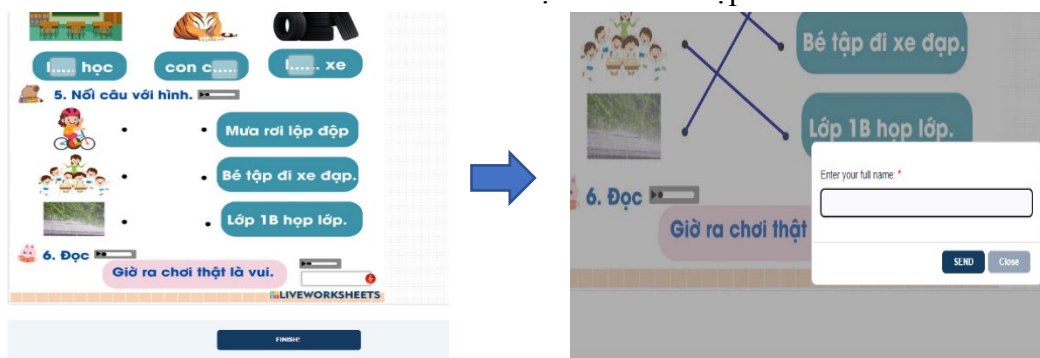 l..... học
con c.....
l...... xe
5. Nối câu với hình.
Mưa rơi lộp độp
Bé tập đi xe đạp.
Lớp 1B họp lớp.
6. Đọc
Giờ ra chơi thật là vui.
LIVEWORKSHEETS
FINISH!
Bé tập đi xe đạp.
Lớp 1B họp lớp.
Enter your full name: *
6. Đọc
Giờ ra chơi thật
SEND
Close